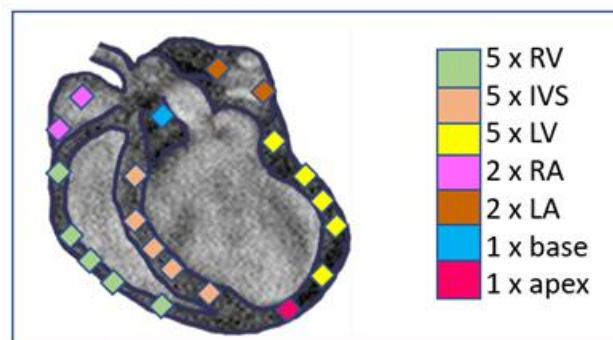 5 x RV
5 x IVS
5 x LV
2 x RA
2 x LA
1 x base
1 x apex